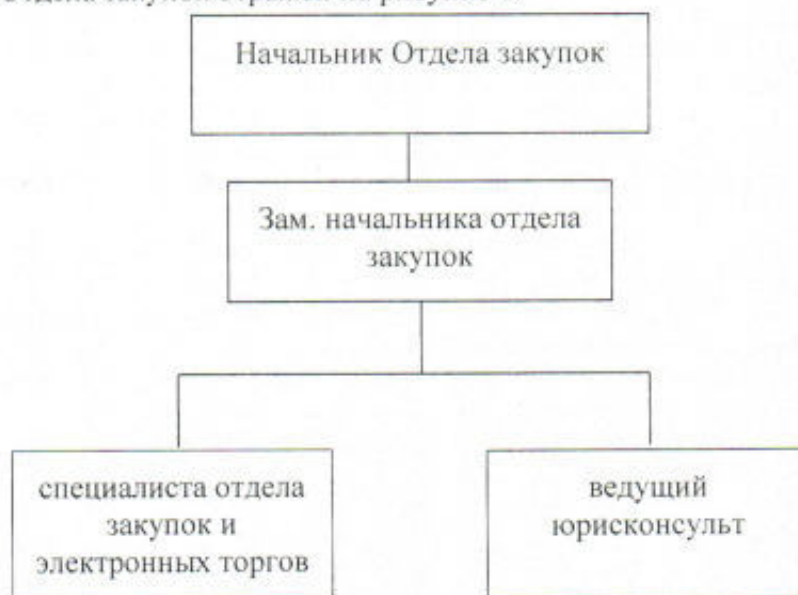 Начальник Отдела закупок
Зам. начальника отдела
закупок
специалиста отдела
закупок и
электронных торгов
ведущий
юрисконсульт